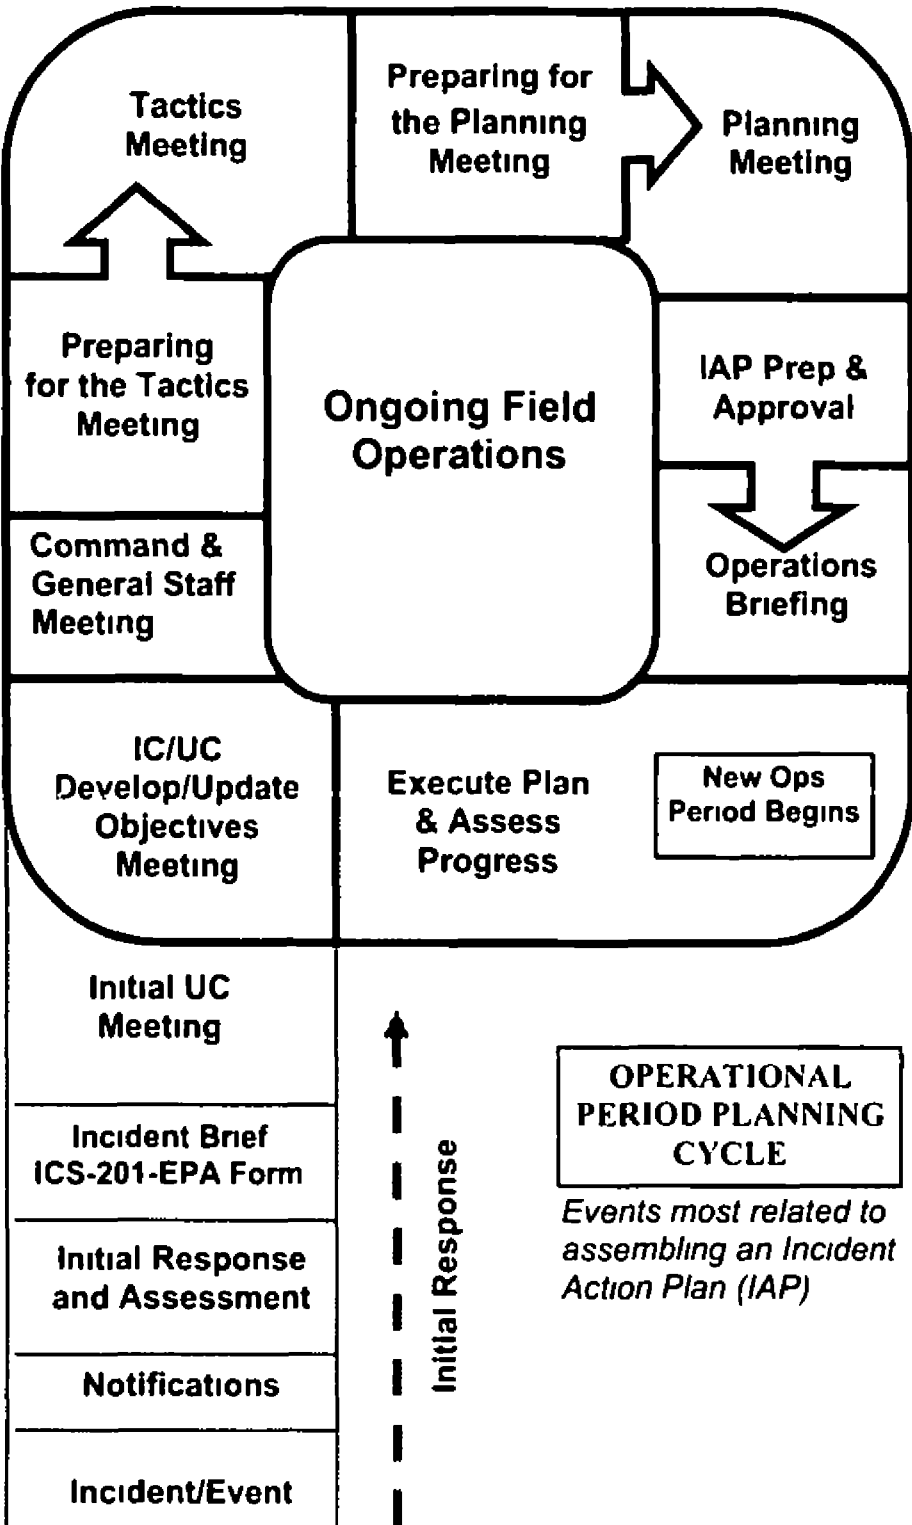 Tactics
Meeting
Preparing for
the Planning
Meeting
Planning
Meeting
Preparing
for the Tactics
Meeting
Ongoing Field
Operations
IAP Prep &
Approval
Command &
General Staff
Meeting
Operations
Briefing
IC/UC
Develop/Update
Objectives
Meeting
Execute Plan
& Assess
Progress
New Ops
Period Begins
Initial UC
Meeting
Incident Brief
ICS-201-EPA Form
Initial Response
and Assessment
Notifications
Incident/Event
Initial Response
OPERATIONAL
PERIOD PLANNING
CYCLE
Events most related to
assembling an Incident
Action Plan (IAP)